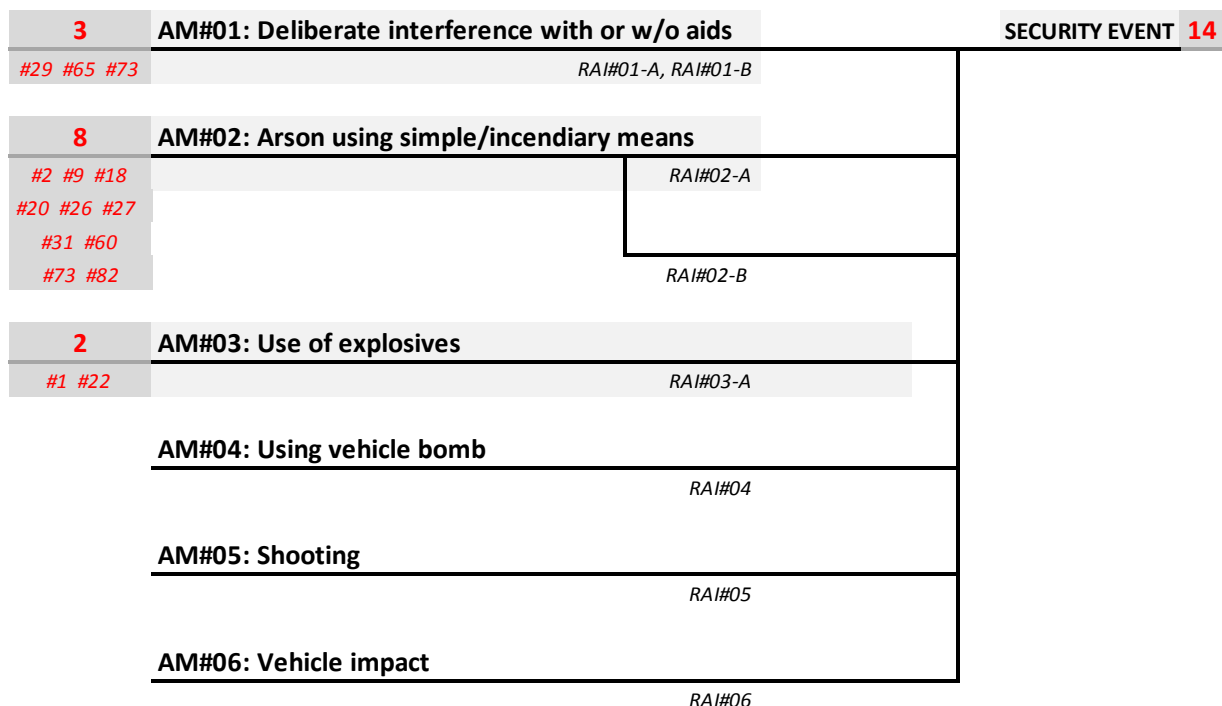 3 AM#01: Deliberate interference with or w/o aids SECURITY EVENT 14
#29 #65 #73 RAI#01-A, RAI#01-B
8 AM#02: Arson using simple/incendiary means
#2 #9 #18 RAI#02-A
#20 #26 #27
#31 #60
#73 #82 RAI#02-B
2 AM#03: Use of explosives
#1 #22 RAI#03-A
AM#04: Using vehicle bomb
RAI#04
AM#05: Shooting
RAI#05
AM#06: Vehicle impact
RAI#06